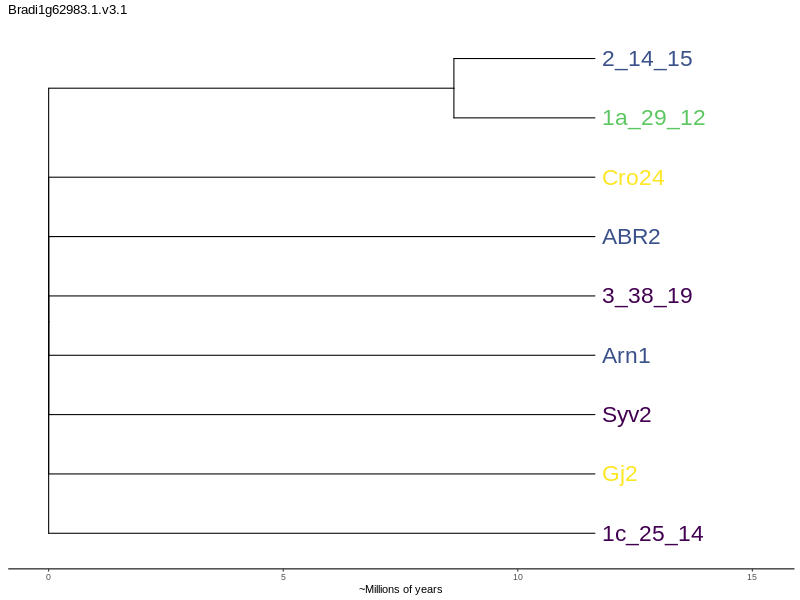 Bradi1g62983.1.v3.1
2_14_15
1a_29_12
Cro24
ABR2
3_38_19
Arn1
Syv2
Gj2
1c_25_14
0 5 10 15
~Millions of years